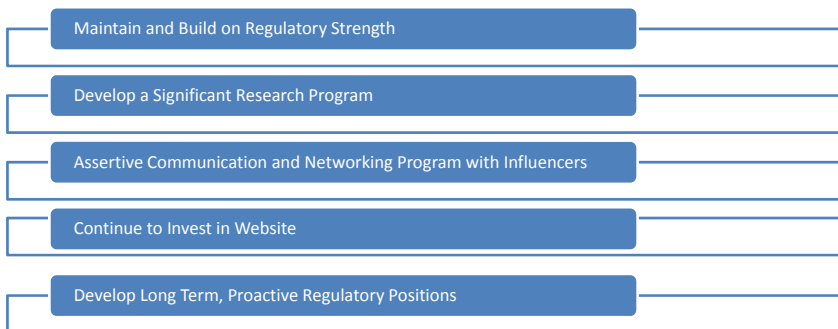 Maintain and Build on Regulatory Strength
Develop a Significant Research Program
Assertive Communication and Networking Program with Influencers
Continue to Invest in Website
Develop Long Term, Proactive Regulatory Positions